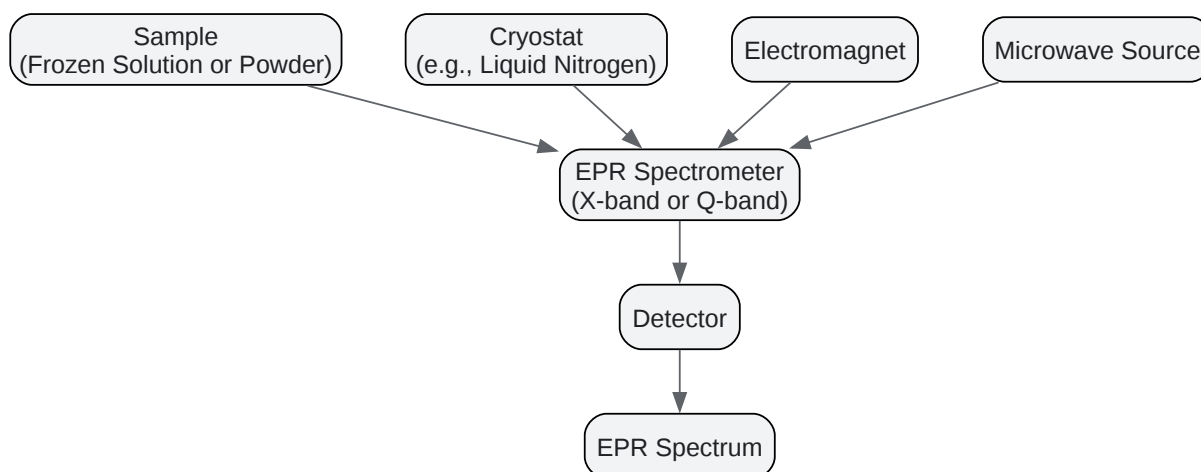 Sample
(Frozen Solution or Powder)
Cryostat
(e.g., Liquid Nitrogen)
Electromagnet
Microwave Source
EPR Spectrometer
(X-band or Q-band)
Detector
EPR Spectrum